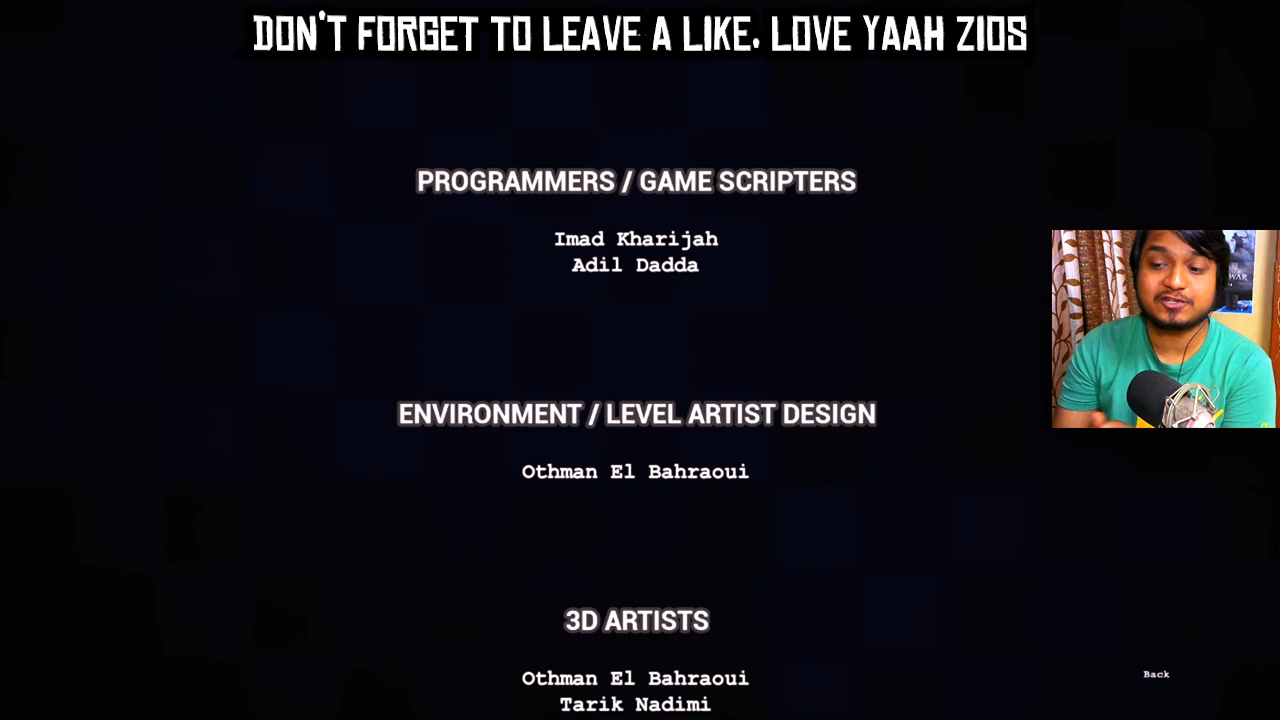 DON'T FORGET TO LEAVE A LIKE. LOVE YAAH ZIOS
PROGRAMMERS / GAME SCRIPTERS
Imad Kharijah
Adil Dadda
WAR
ENVIRONMENT / LEVEL ARTIST DESIGN
Othman El Bahraoui
3D ARTISTS
Othman El Bahraoui
Tarik Nadimi
Back